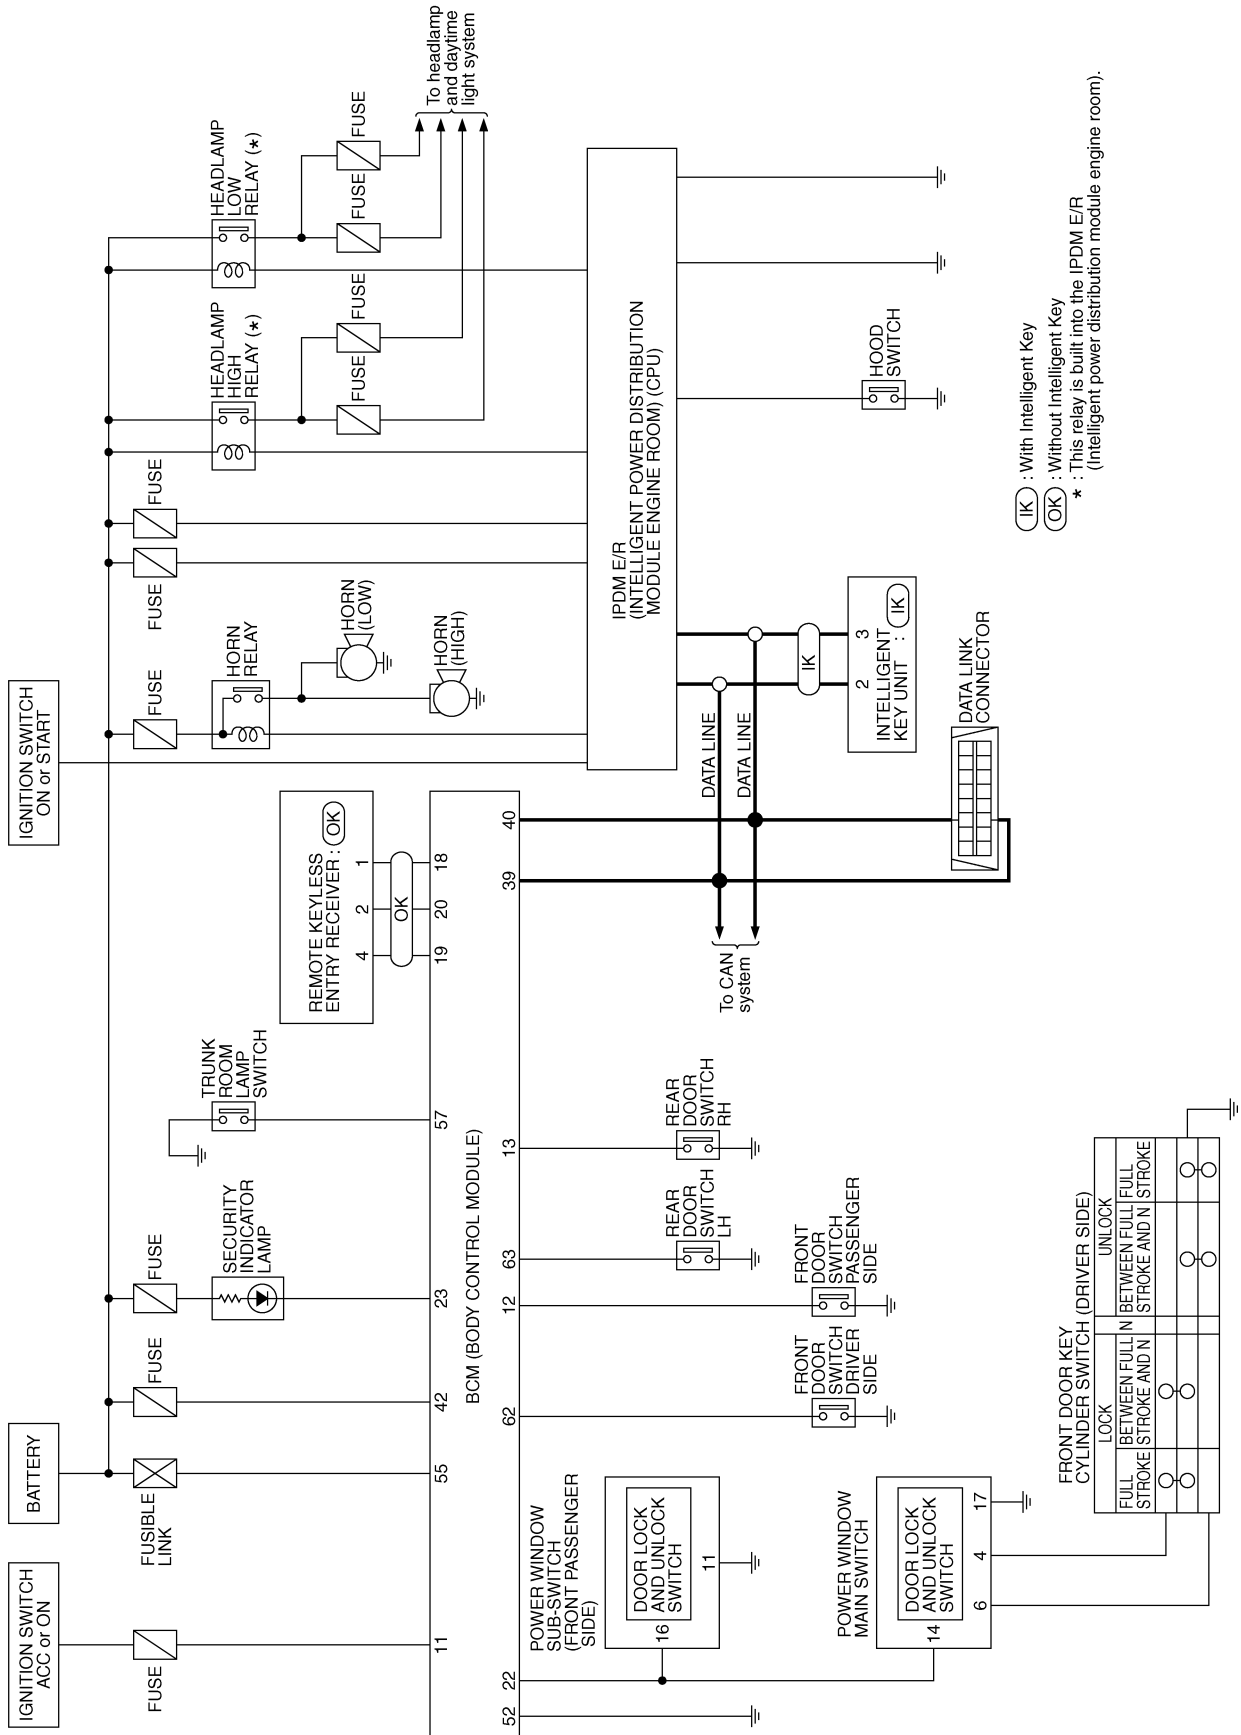 IGNITION SWITCH
ACC or ON
BATTERY
IGNITION SWITCH
ON or START
FUSE
FUSIBLE
LINK
FUSE
FUSE
SECURITY
INDICATOR
LAMP
TRUNK
ROOM
LAMP
SWITCH
REMOTE KEYLESS
ENTRY RECEIVER : OK
4
2
1
OK
FUSE
HORN
RELAY
HORN
(LOW)
HORN
(HIGH)
FUSE
FUSE
HEADLAMP
HIGH
RELAY (*)
FUSE
FUSE
HEADLAMP
LOW
RELAY (*)
FUSE
FUSE
To headlamp
and daytime
light system
11
55
42
23
57
19
20
18
BCM (BODY CONTROL MODULE)
52
22
62
12
63
13
39
40
IPDM E/R
(INTELLIGENT POWER DISTRIBUTION
MODULE ENGINE ROOM) (CPU)
POWER WINDOW
SUB-SWITCH
(FRONT PASSENGER
SIDE)
16
DOOR LOCK
AND UNLOCK
SWITCH
11
REAR
DOOR
SWITCH
LH
REAR
DOOR
SWITCH
RH
To CAN
system
DATA LINE
DATA LINE
IK
2
3
INTELLIGENT
KEY UNIT : IK
HOOD
SWITCH
POWER WINDOW
MAIN SWITCH
14
DOOR LOCK
AND UNLOCK
SWITCH
6
4
17
FRONT
DOOR
SWITCH
DRIVER
SIDE
FRONT
DOOR
SWITCH
PASSENGER
SIDE
DATA LINK
CONNECTOR
FRONT DOOR KEY
CYLINDER SWITCH (DRIVER SIDE)
LOCK
N
UNLOCK
FULL
STROKE
BETWEEN FULL
STROKE AND N
BETWEEN FULL
STROKE AND N
FULL
STROKE
IK : With Intelligent Key
OK : Without Intelligent Key
* : This relay is built into the IPDM E/R
(Intelligent power distribution module engine room).